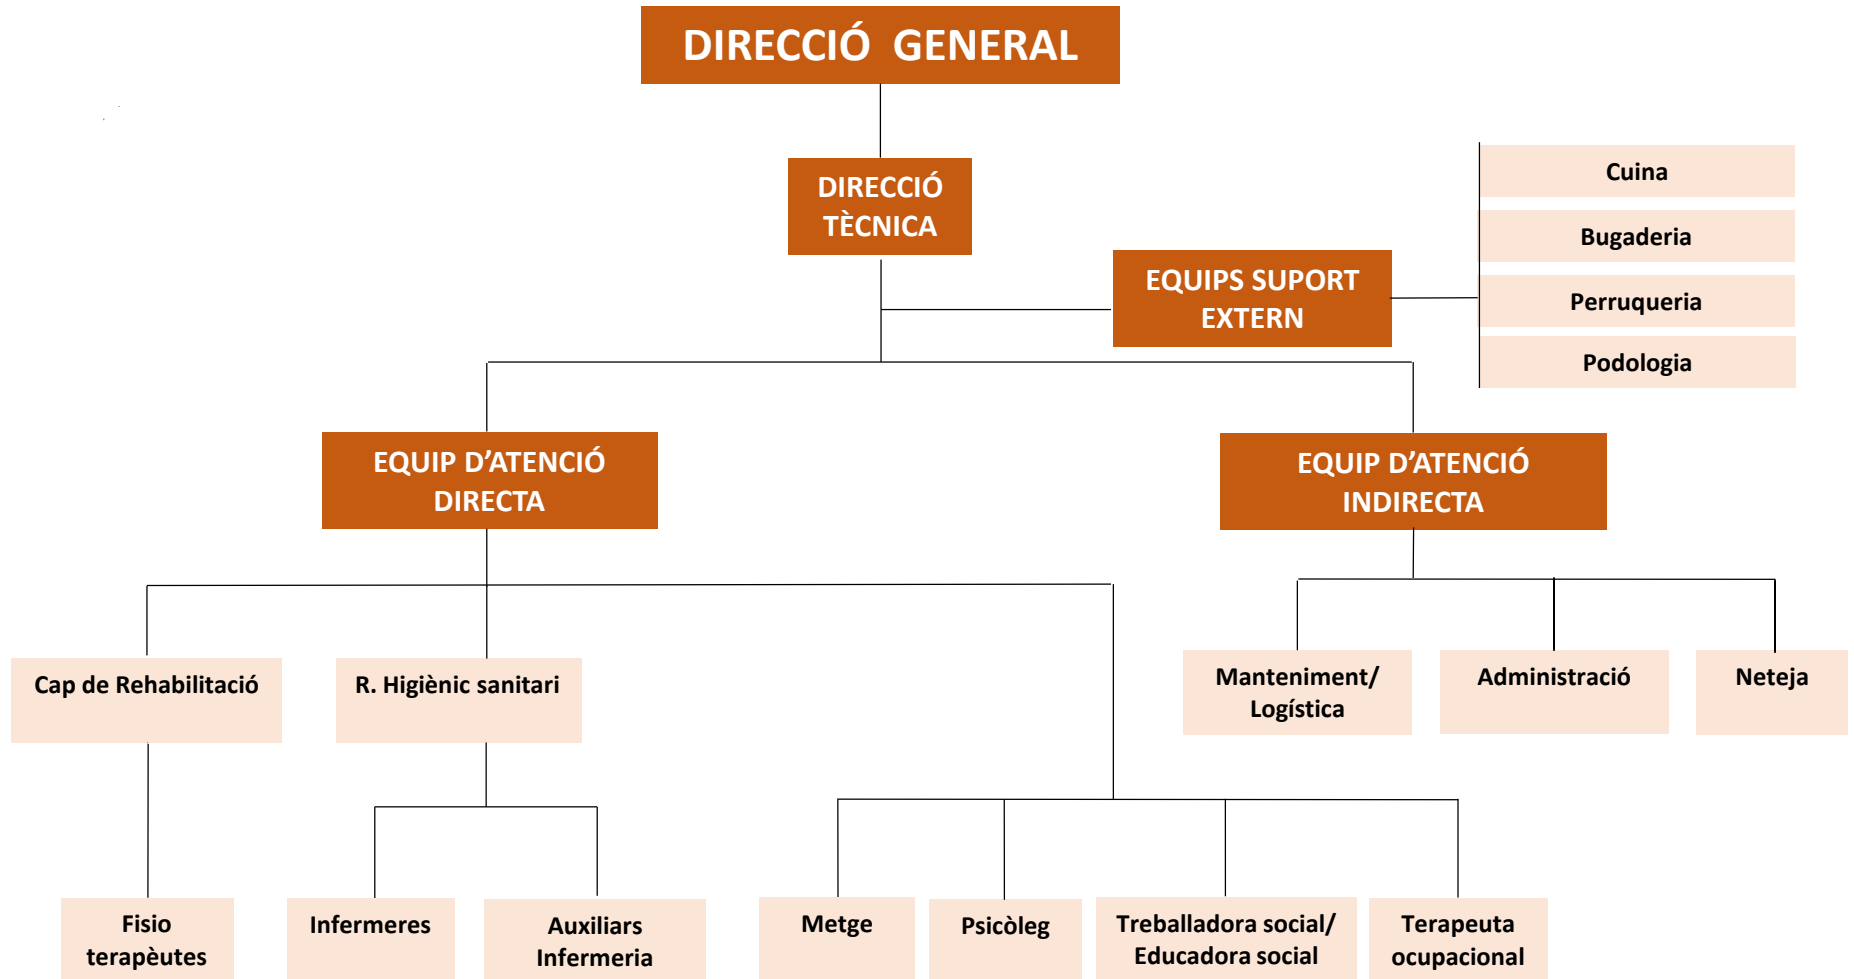 DIRECCIÓ GENERAL
DIRECCIÓ
TÈCNICA
EQUIPS SUPORT
EXTERN
Cuina
Bugaderia
Perruqueria
Podologia
EQUIP D’ATENCIÓ
DIRECTA
EQUIP D’ATENCIÓ
INDIRECTA
Cap de Rehabilitació
R. Higiènic sanitari
Manteniment/
Logística
Administració
Neteja
Fisio
terapèutes
Infermeres
Auxiliars
Infermeria
Metge
Psicòleg
Treballadora social/
Educadora social
Terapeuta
ocupacional